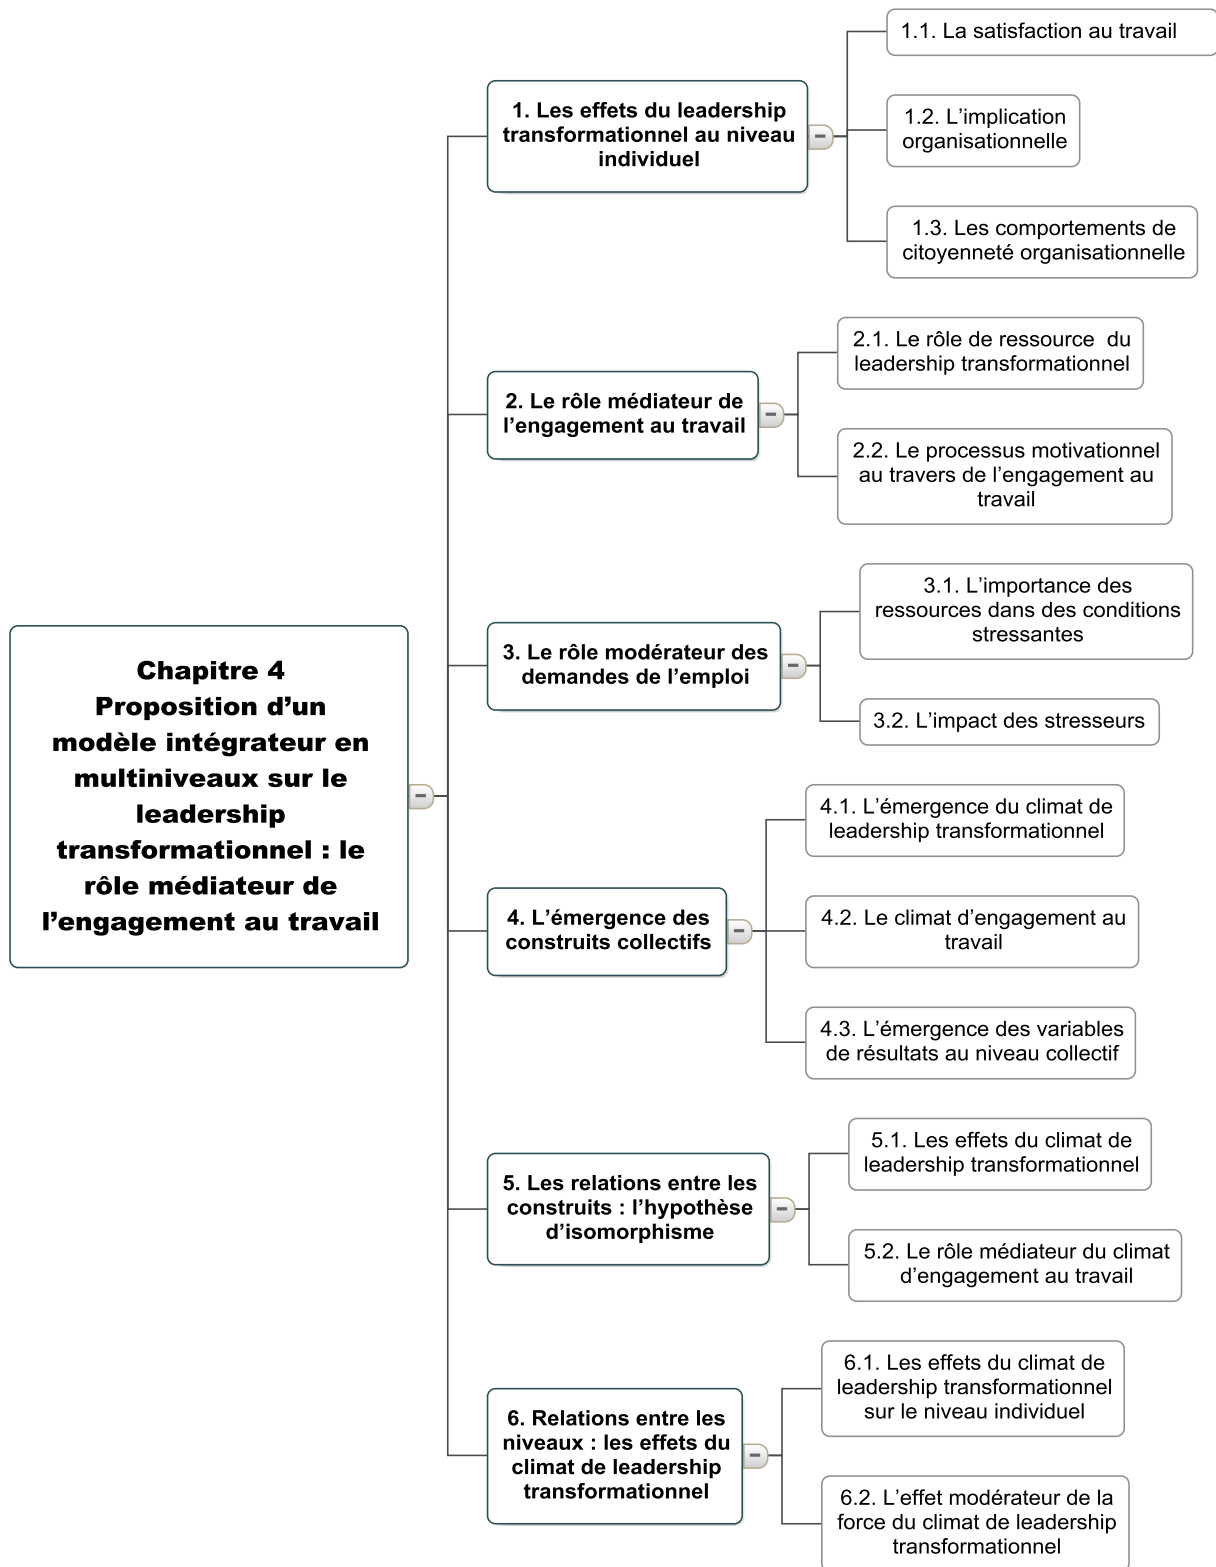 Chapitre 4
Proposition d’un
modèle intégrateur en
multiniveaux sur le
leadership
transformationnel : le
rôle médiateur de
l’engagement au travail
1. Les effets du leadership
transformationnel au niveau
individuel
1.1. La satisfaction au travail
1.2. L’implication
organisationnelle
1.3. Les comportements de
citoyenneté organisationnelle
2. Le rôle médiateur de
l’engagement au travail
2.1. Le rôle de ressource  du
leadership transformationnel
2.2. Le processus motivationnel
au travers de l’engagement au
travail
3. Le rôle modérateur des
demandes de l’emploi
3.1. L’importance des
ressources dans des conditions
stressantes
3.2. L’impact des stresseurs
4. L’émergence des
construits collectifs
4.1. L’émergence du climat de
leadership transformationnel
4.2. Le climat d’engagement au
travail
4.3. L’émergence des variables
de résultats au niveau collectif
5. Les relations entre les
construits : l’hypothèse
d’isomorphisme
5.1. Les effets du climat de
leadership transformationnel
5.2. Le rôle médiateur du climat
d’engagement au travail
6. Relations entre les
niveaux : les effets du
climat de leadership
transformationnel
6.1. Les effets du climat de
leadership transformationnel
sur le niveau individuel
6.2. L’effet modérateur de la
force du climat de leadership
transformationnel